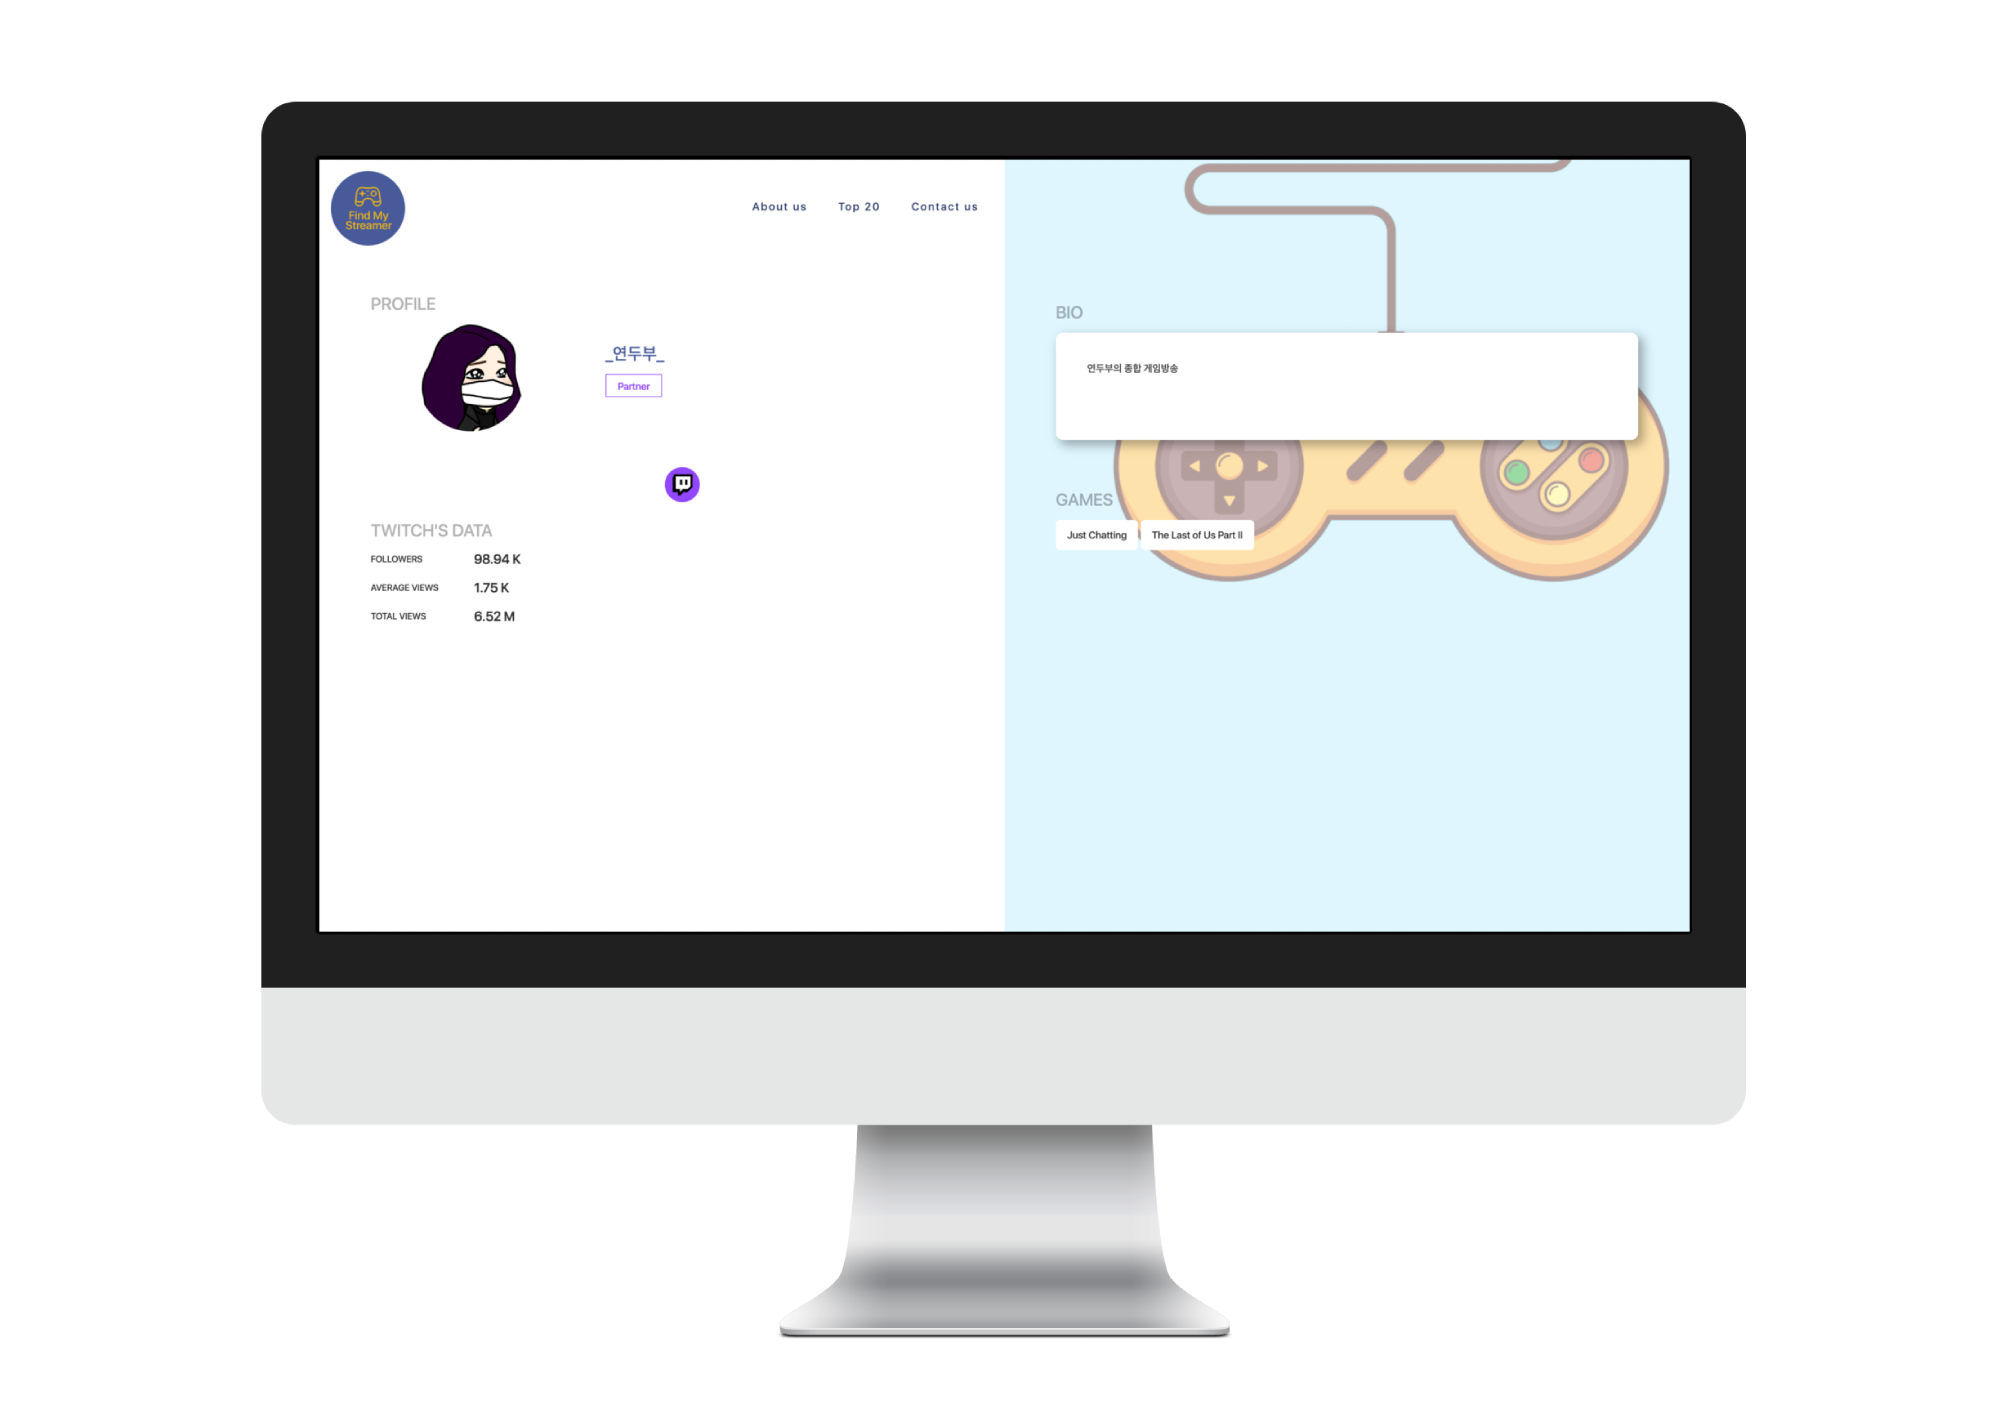 Find My
Streamer
About us
Top 20
Contact us
PROFILE
_연두부_
Partner
TWITCH'S DATA
FOLLOWERS 98.94 K
AVERAGE VIEWS 1.75 K
TOTAL VIEWS 6.52 M
BIO
연두부의 종합 게임방송
GAMES
Just Chatting
The Last of Us Part II